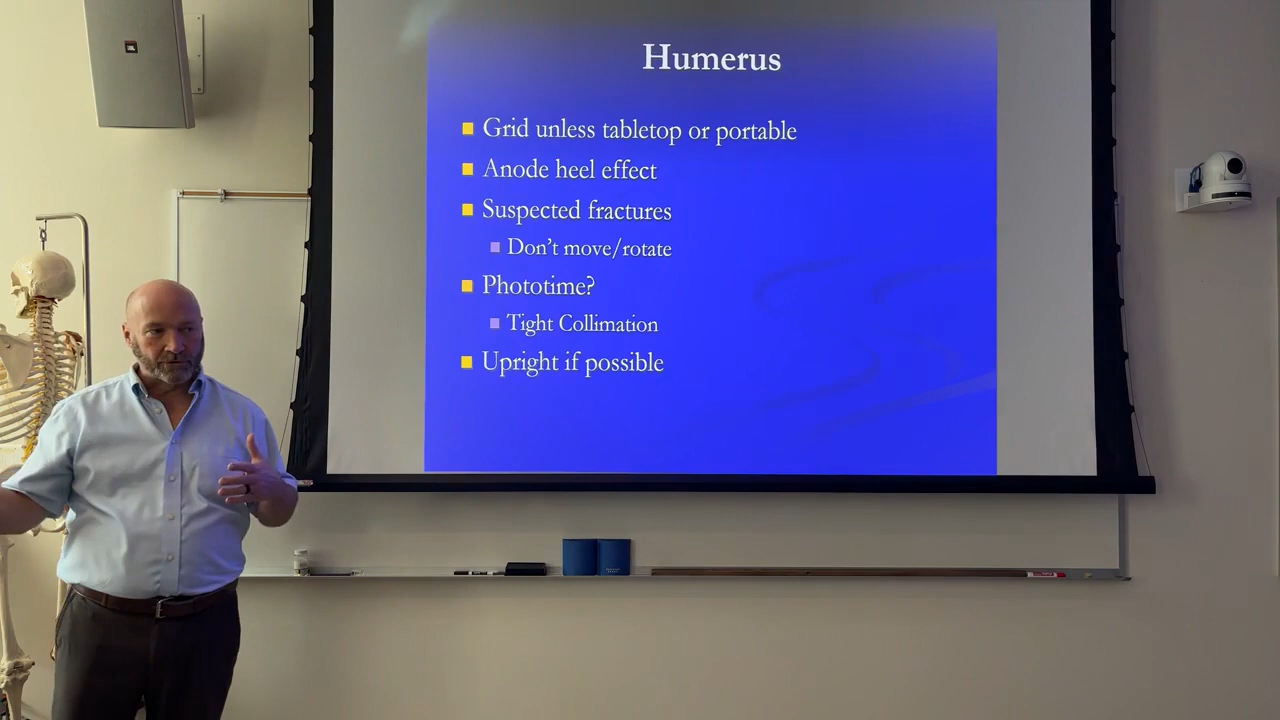 JBL
Humerus
Grid unless tabletop or portable
Anode heel effect
Suspected fractures
Don't move/rotate
Phototime?
Tight Collimation
Upright if possible